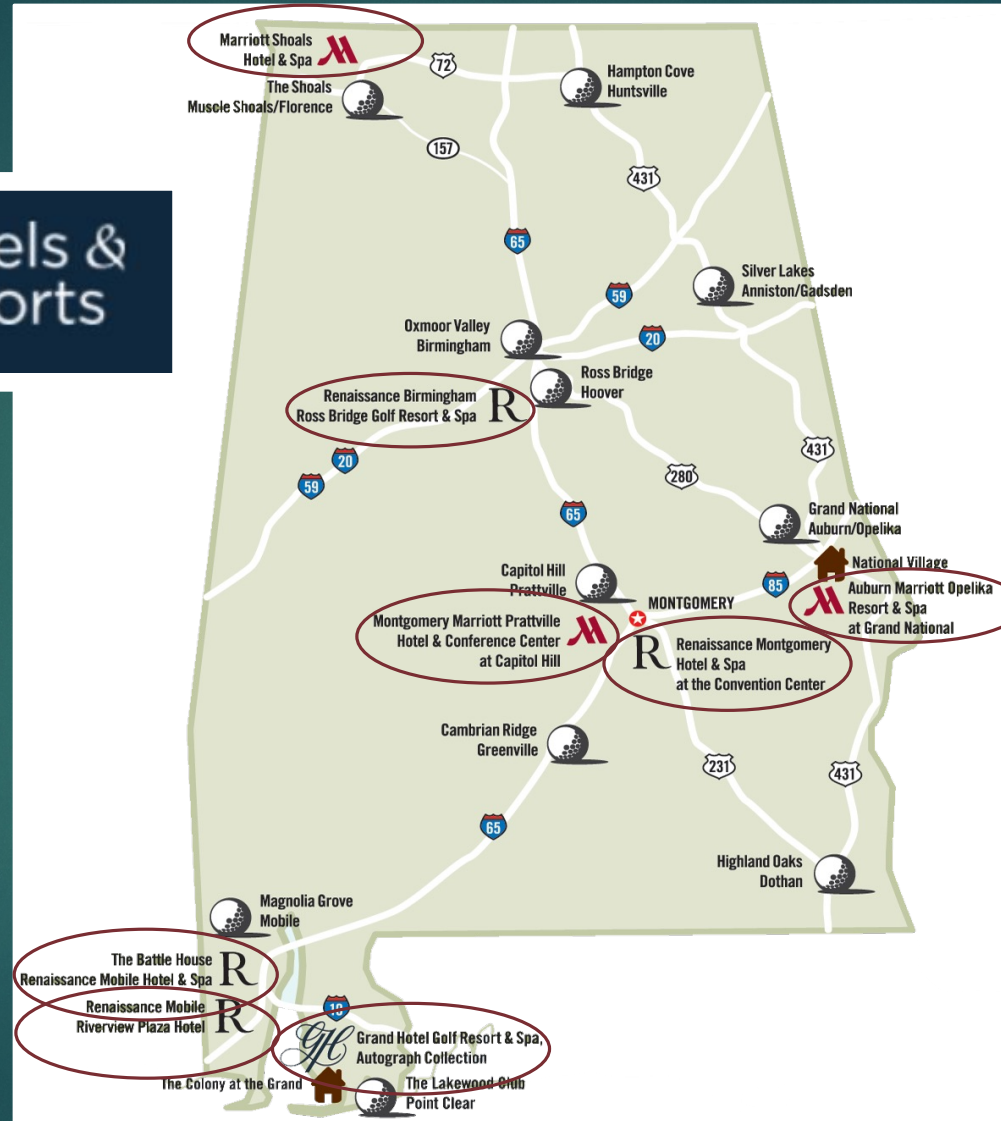 Marriott Shoals
Hotel & Spa
The Shoals
Muscle Shoals/Florence
72
Hampton Cove
Huntsville
157
431
els &
orts
65
Silver Lakes
Anniston/Gadsden
59
Oxmoor Valley
Birmingham
20
Ross Bridge
Hoover
Renaissance Birmingham
Ross Bridge Golf Resort & Spa
R
431
20
280
59
65
Grand National
Auburn/Opelika
National Village
Capitol Hill
Prattville
85
Auburn Marriott Opelika
Resort & Spa
at Grand National
MONTGOMERY
Montgomery Marriott Prattville
Hotel & Conference Center
at Capitol Hill
R
Renaissance Montgomery
Hotel & Spa
at the Convention Center
Cambrian Ridge
Greenville
231
431
65
Highland Oaks
Dothan
Magnolia Grove
Mobile
The Battle House
Renaissance Mobile Hotel & Spa
R
Renaissance Mobile
Riverview Plaza Hotel
R
10
GH
Grand Hotel Golf Resort & Spa,
Autograph Collection
The Colony at the Grand
The Lakewood Club
Point Clear